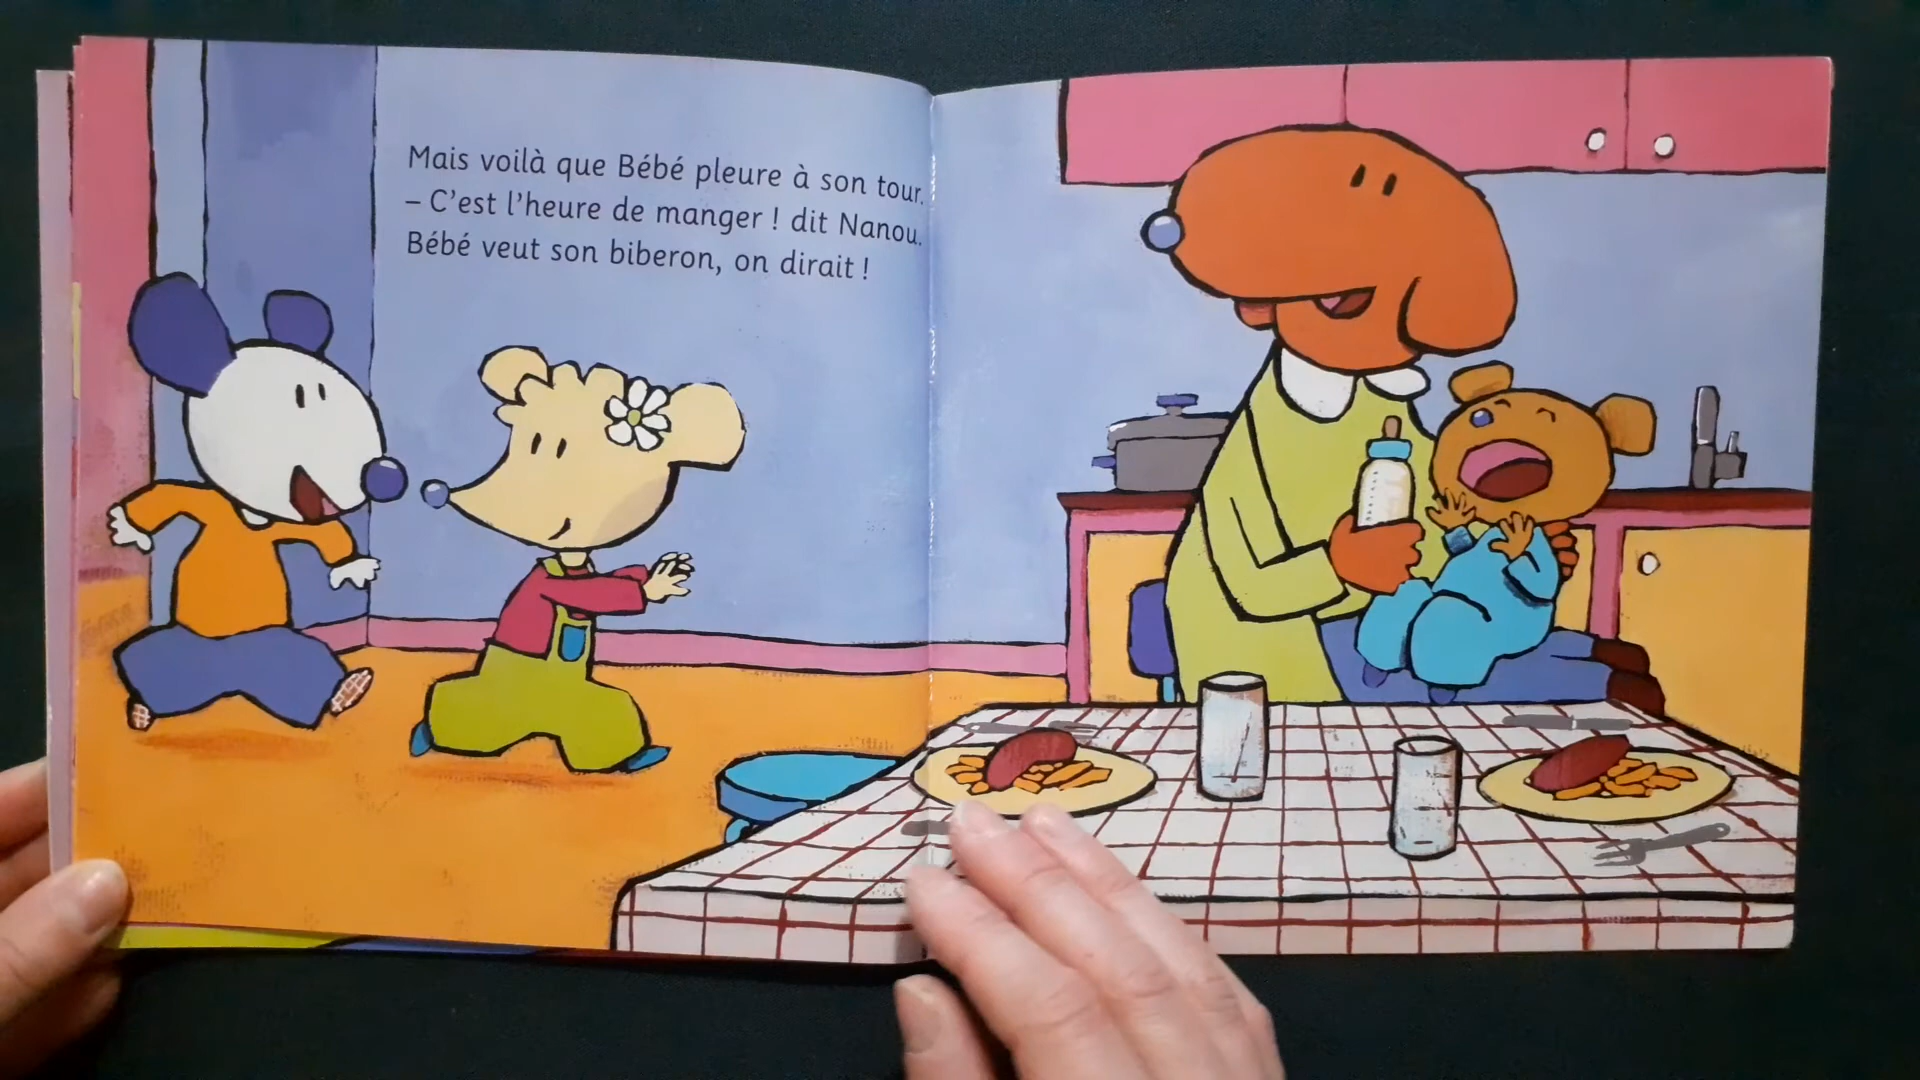 Mais voilà que Bébé pleure à son tour.
– C'est l'heure de manger ! dit Nanou.
Bébé veut son biberon, on dirait !